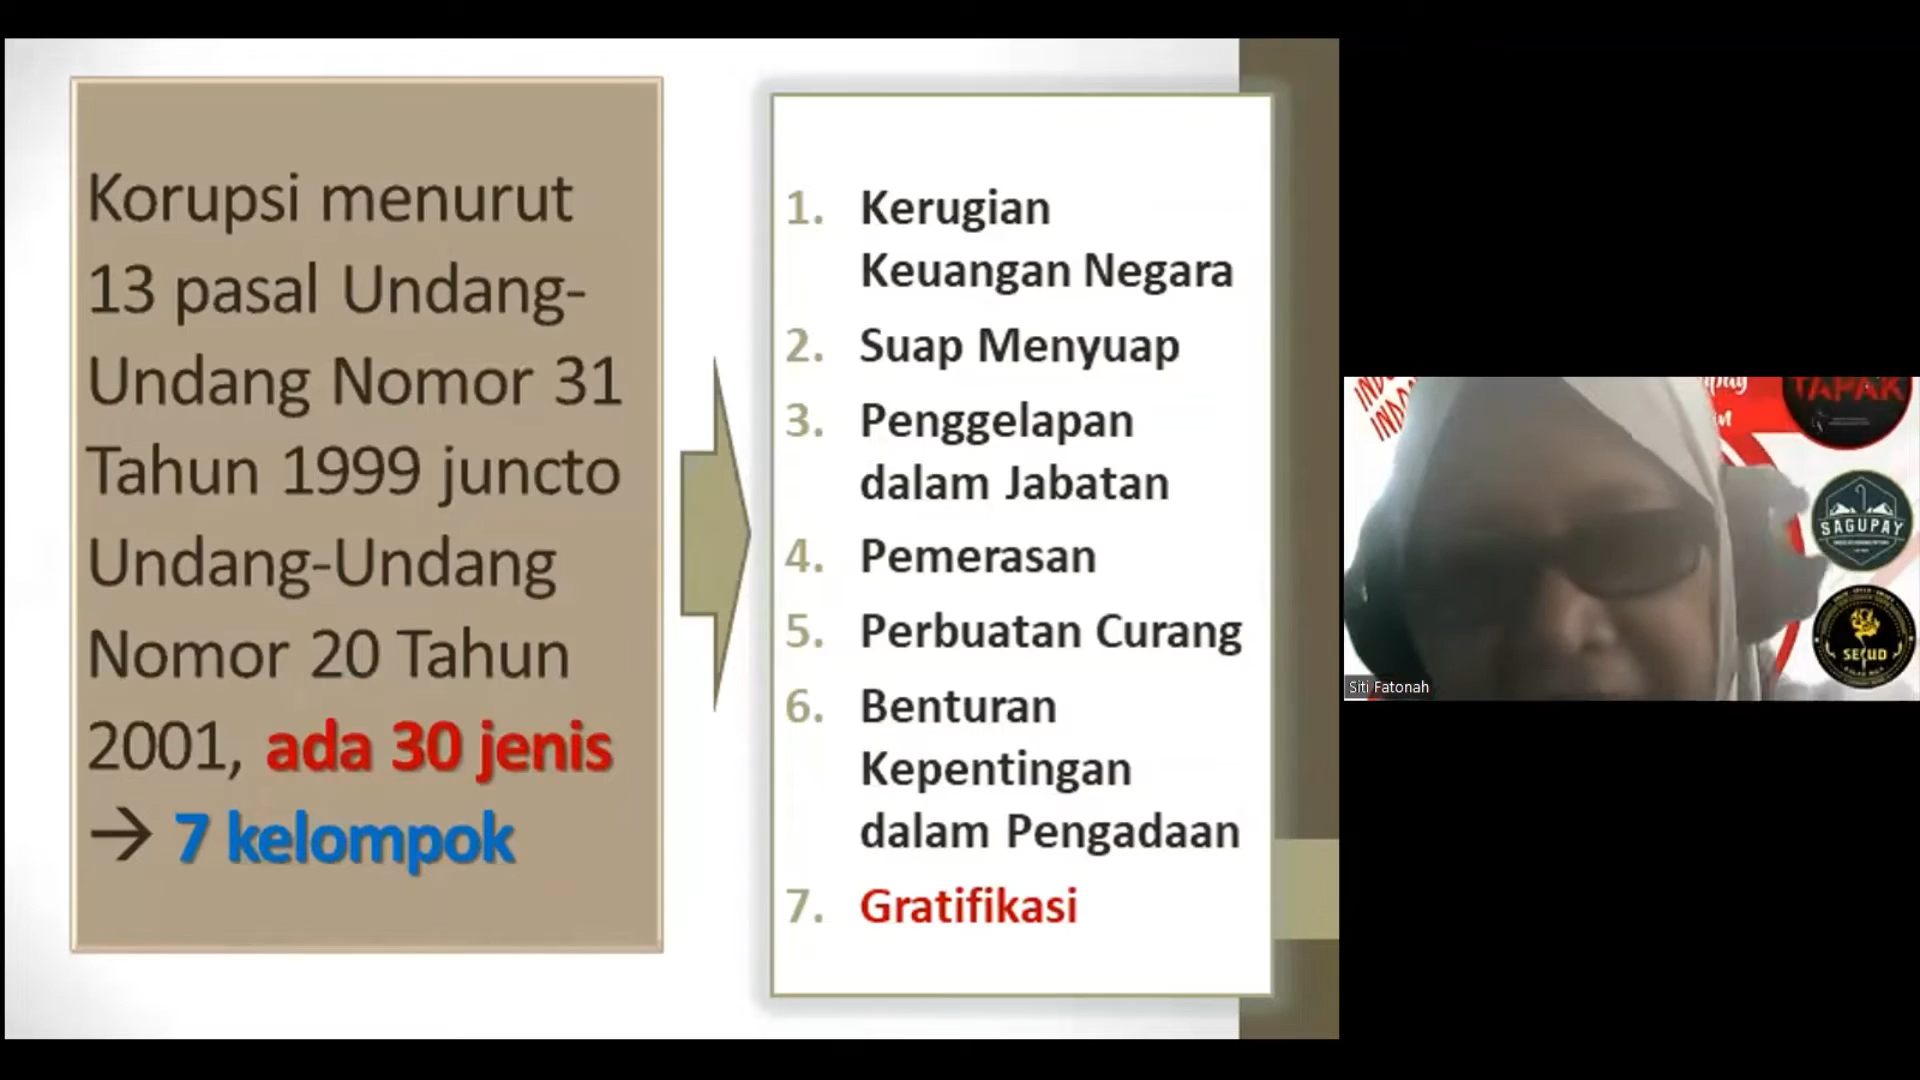 Korupsi menurut
13 pasal Undang-
Undang Nomor 31
Tahun 1999 juncto
Undang-Undang
Nomor 20 Tahun
2001, ada 30 jenis
→ 7 kelompok
1. Kerugian
Keuangan Negara
2. Suap Menyuap
3. Penggelapan
dalam Jabatan
4. Pemerasan
5. Perbuatan Curang
6. Benturan
Kepentingan
dalam Pengadaan
7. Gratifikasi
TAPAK
SAGUPAY
Siti Fatonah